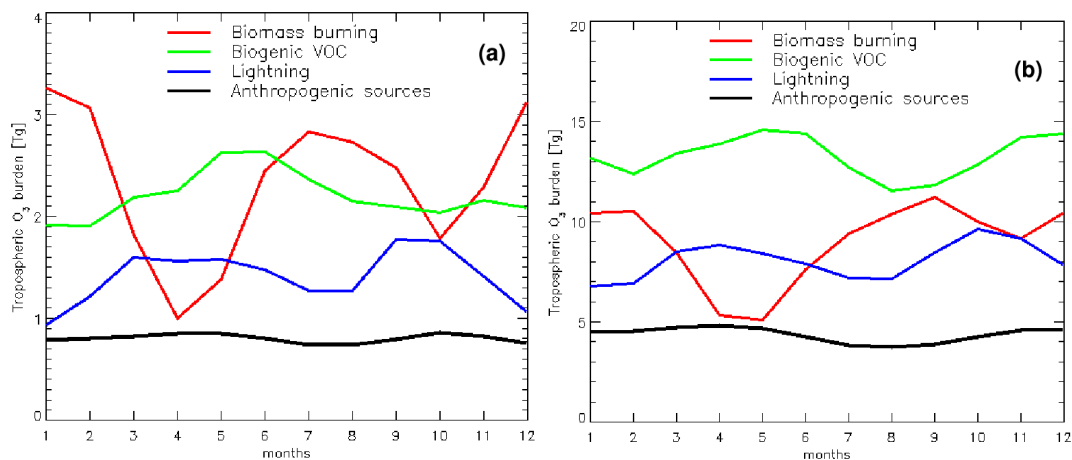 4
3
2
1
0
Tropospheric O3 burden [Tg]
Biomass burning
Biogenic VOC
Lightning
Anthropogenic sources
(a)
1 2 3 4 5 6 7 8 9 10 11 12
months
20
15
10
5
0
Tropospheric O3 burden [Tg]
Biomass burning
Biogenic VOC
Lightning
Anthropogenic sources
(b)
1 2 3 4 5 6 7 8 9 10 11 12
months